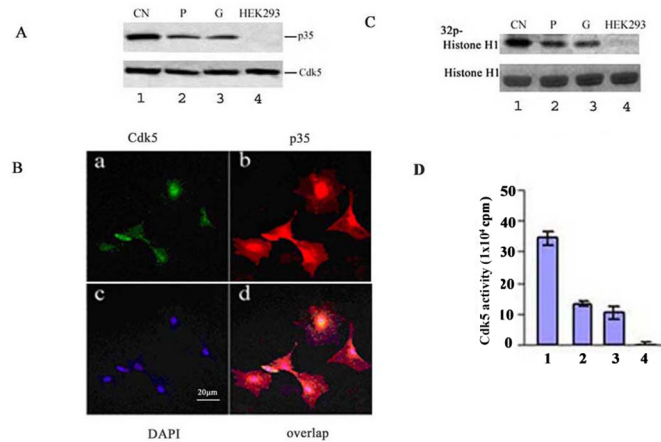 A
CN P G HEK293
p35
Cdk5
1 2 3 4
C
CN P G HEK293
32p-
Histone H1
Histone H1
1 2 3 4
B
Cdk5 p35
a b
c d
20μm
DAPI overlap
D
Cdk5 activity (1x10⁴ cpm)
50
40
30
20
10
0
1 2 3 4